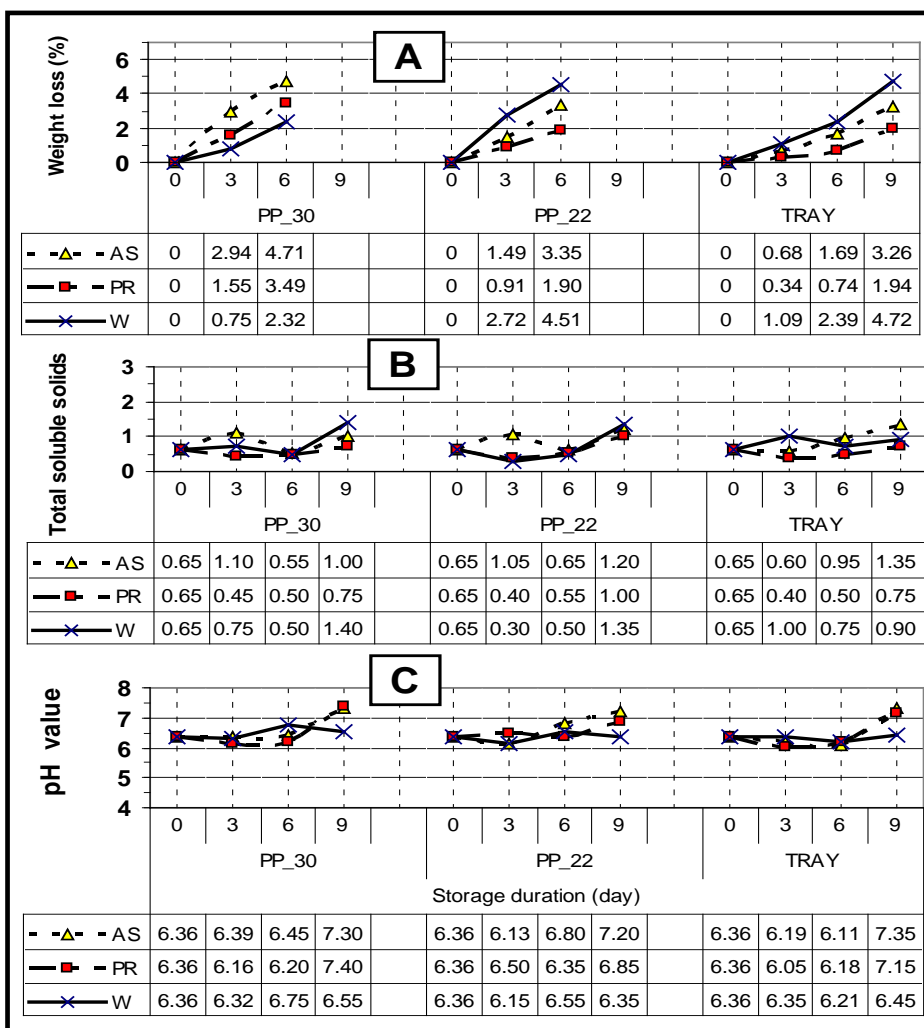 A
Weight loss (%)
6
4
2
0
0 3 6 9 0 3 6 9 0 3 6 9
PP_30 PP_22 TRAY
AS 0 2.94 4.71 0 1.49 3.35 0 0.68 1.69 3.26
PR 0 1.55 3.49 0 0.91 1.90 0 0.34 0.74 1.94
W 0 0.75 2.32 0 2.72 4.51 0 1.09 2.39 4.72
B
Total soluble solids
3
2
1
0
0 3 6 9 0 3 6 9 0 3 6 9
PP_30 PP_22 TRAY
AS 0.65 1.10 0.55 1.00 0.65 1.05 0.65 1.20 0.65 0.60 0.95 1.35
PR 0.65 0.45 0.50 0.75 0.65 0.40 0.55 1.00 0.65 0.40 0.50 0.75
W 0.65 0.75 0.50 1.40 0.65 0.30 0.50 1.35 0.65 1.00 0.75 0.90
C
pH value
8
7
6
5
4
0 3 6 9 0 3 6 9 0 3 6 9
PP_30 PP_22 TRAY
Storage duration (day)
AS 6.36 6.39 6.45 7.30 6.36 6.13 6.80 7.20 6.36 6.19 6.11 7.35
PR 6.36 6.16 6.20 7.40 6.36 6.50 6.35 6.85 6.36 6.05 6.18 7.15
W 6.36 6.32 6.75 6.55 6.36 6.15 6.55 6.35 6.36 6.35 6.21 6.45